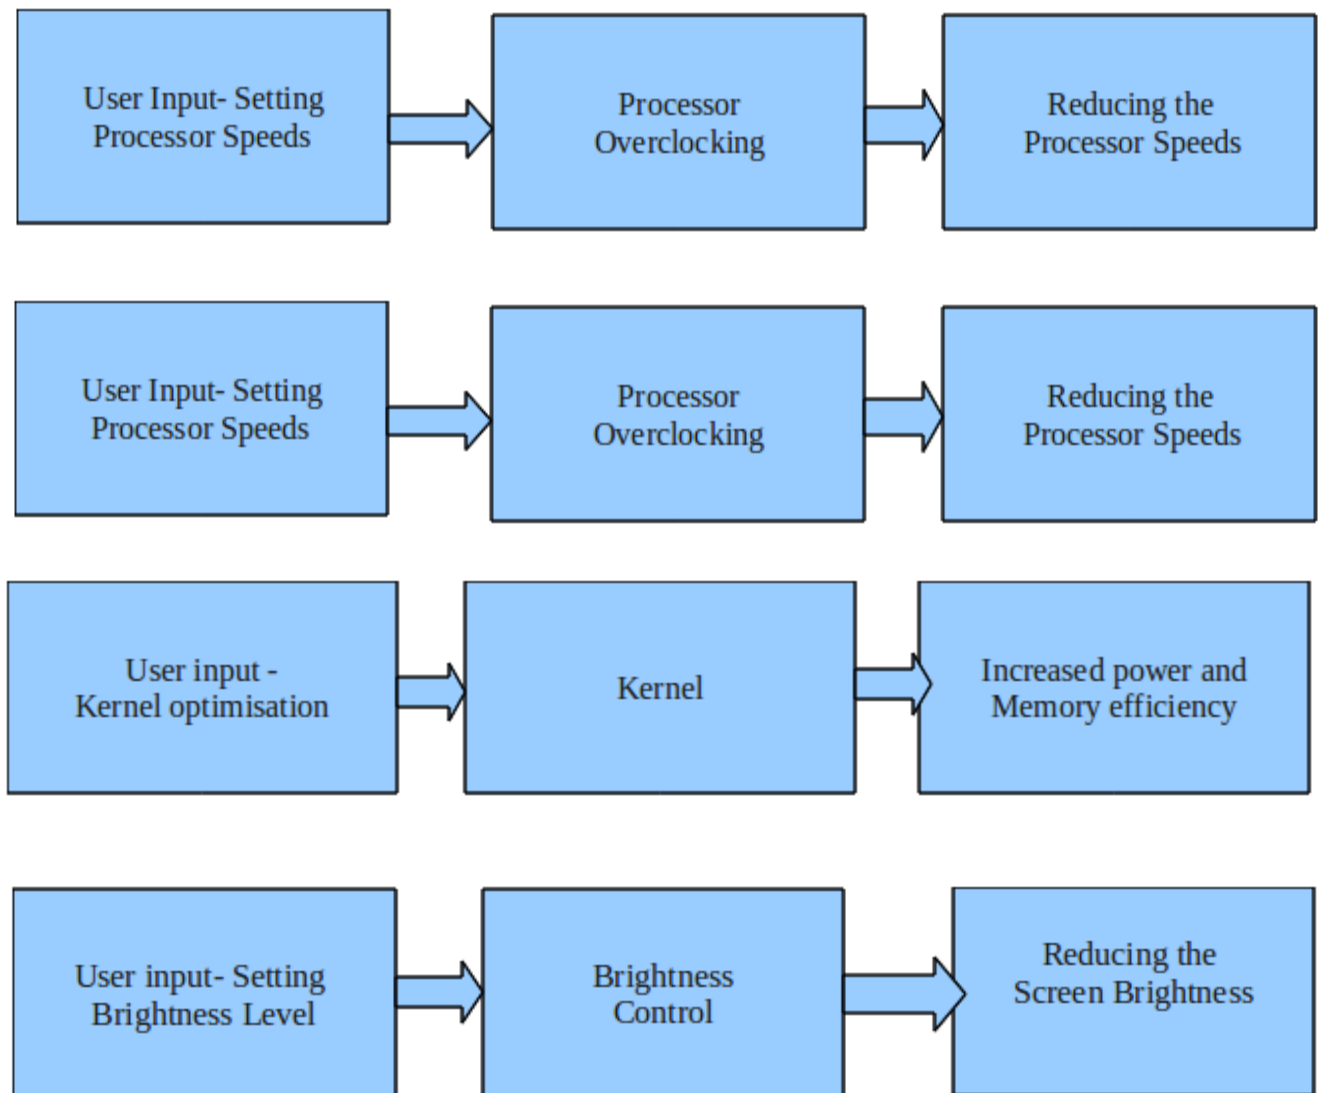 User Input- Setting
Processor Speeds
Processor
Overclocking
Reducing the
Processor Speeds
User Input- Setting
Processor Speeds
Processor
Overclocking
Reducing the
Processor Speeds
User input -
Kernel optimisation
Kernel
Increased power and
Memory efficiency
User input- Setting
Brightness Level
Brightness
Control
Reducing the
Screen Brightness